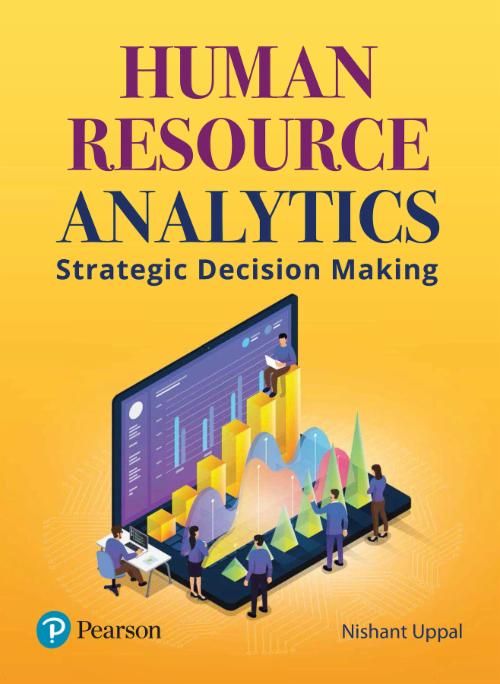 HUMAN
RESOURCE
ANALYTICS
Strategic Decision Making
P Pearson
Nishant Uppal